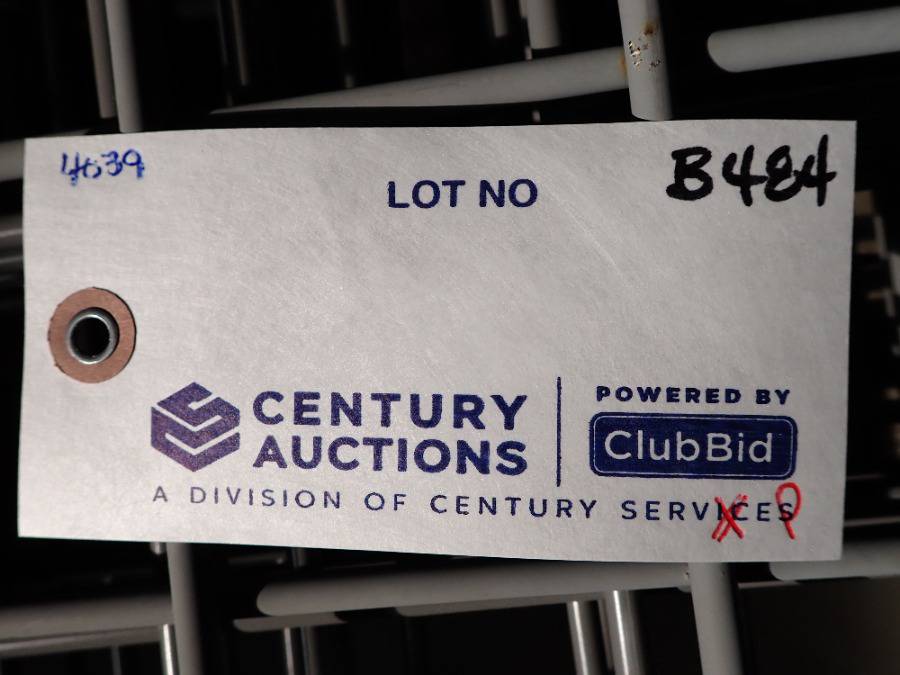 4639
LOT NO
B484
CENTURY
AUCTIONS
POWERED BY
ClubBid
A DIVISION OF CENTURY SERVICES
X P